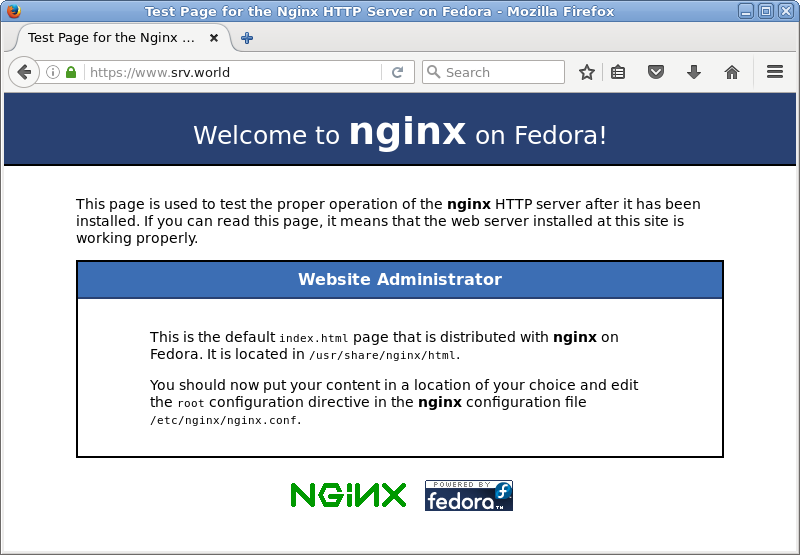 Test Page for the Nginx HTTP Server on Fedora - Mozilla Firefox
Test Page for the Nginx ...
https://www.srv.world
Search
Welcome to nginx on Fedora!
This page is used to test the proper operation of the nginx HTTP server after it has been
installed. If you can read this page, it means that the web server installed at this site is
working properly.
Website Administrator
This is the default index.html page that is distributed with nginx on
Fedora. It is located in /usr/share/nginx/html.
You should now put your content in a location of your choice and edit
the root configuration directive in the nginx configuration file
/etc/nginx/nginx.conf.
NGINX
POWERED BY
fedora™